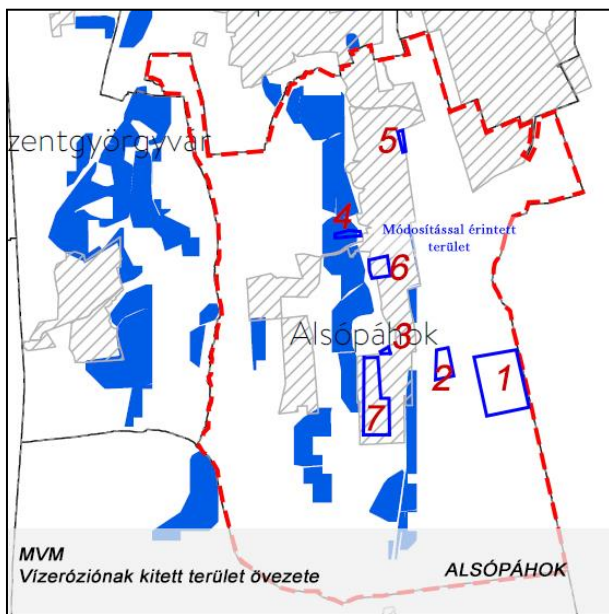 zentgyörgyvár
5
4
Módosítással érintett
terület
6
Alsópáhok
3
2
1
7
MVM
Vízeróziónak kitett terület övezete
ALSÓPÁHOK